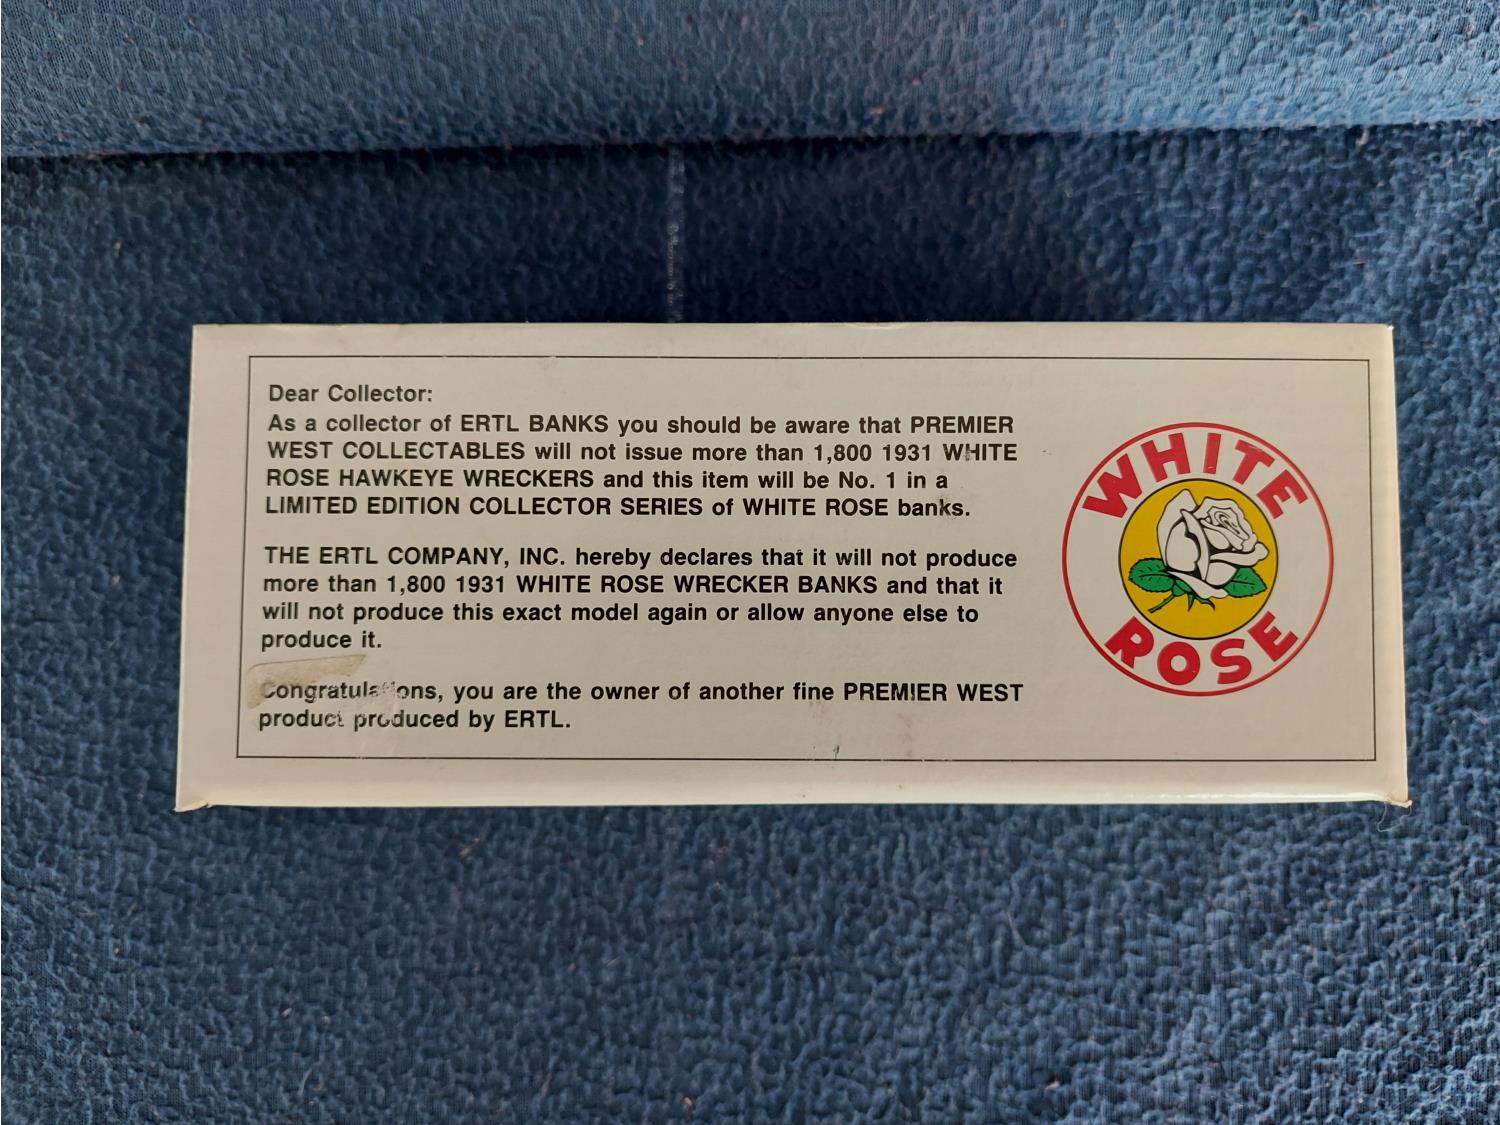 Dear Collector:
As a collector of ERTL BANKS you should be aware that PREMIER
WEST COLLECTABLES will not issue more than 1,800 1931 WHITE
ROSE HAWKEYE WRECKERS and this item will be No. 1 in a
LIMITED EDITION COLLECTOR SERIES of WHITE ROSE banks.
THE ERTL COMPANY, INC. hereby declares that it will not produce
more than 1,800 1931 WHITE ROSE WRECKER BANKS and that it
will not produce this exact model again or allow anyone else to
produce it.
Congratulations, you are the owner of another fine PREMIER WEST
product produced by ERTL.
WHITE
ROSE